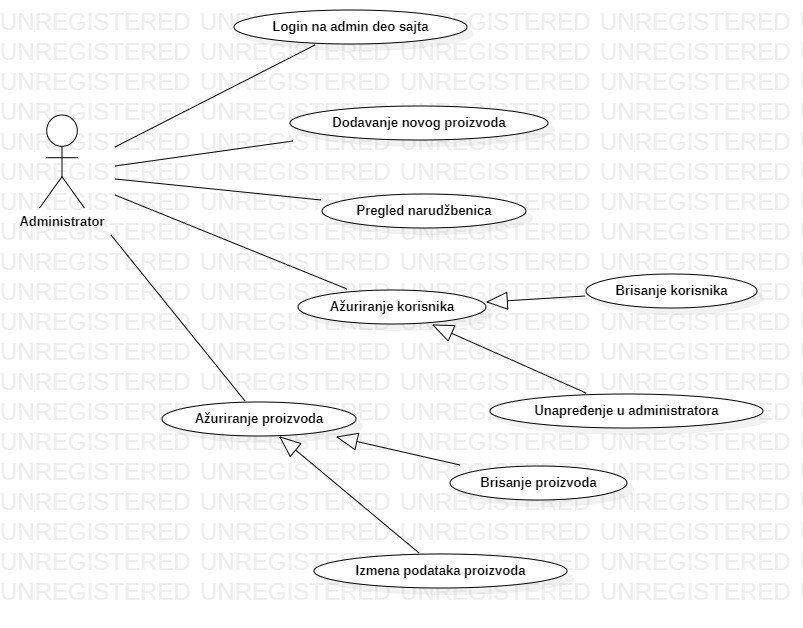 Login na admin deo sajta
Dodavanje novog proizvoda
Pregled narudžbenica
Administrator
Brisanje korisnika
Ažuriranje korisnika
Unapređenje u administratora
Ažuriranje proizvoda
Brisanje proizvoda
Izmena podataka proizvoda
UNREGISTERED